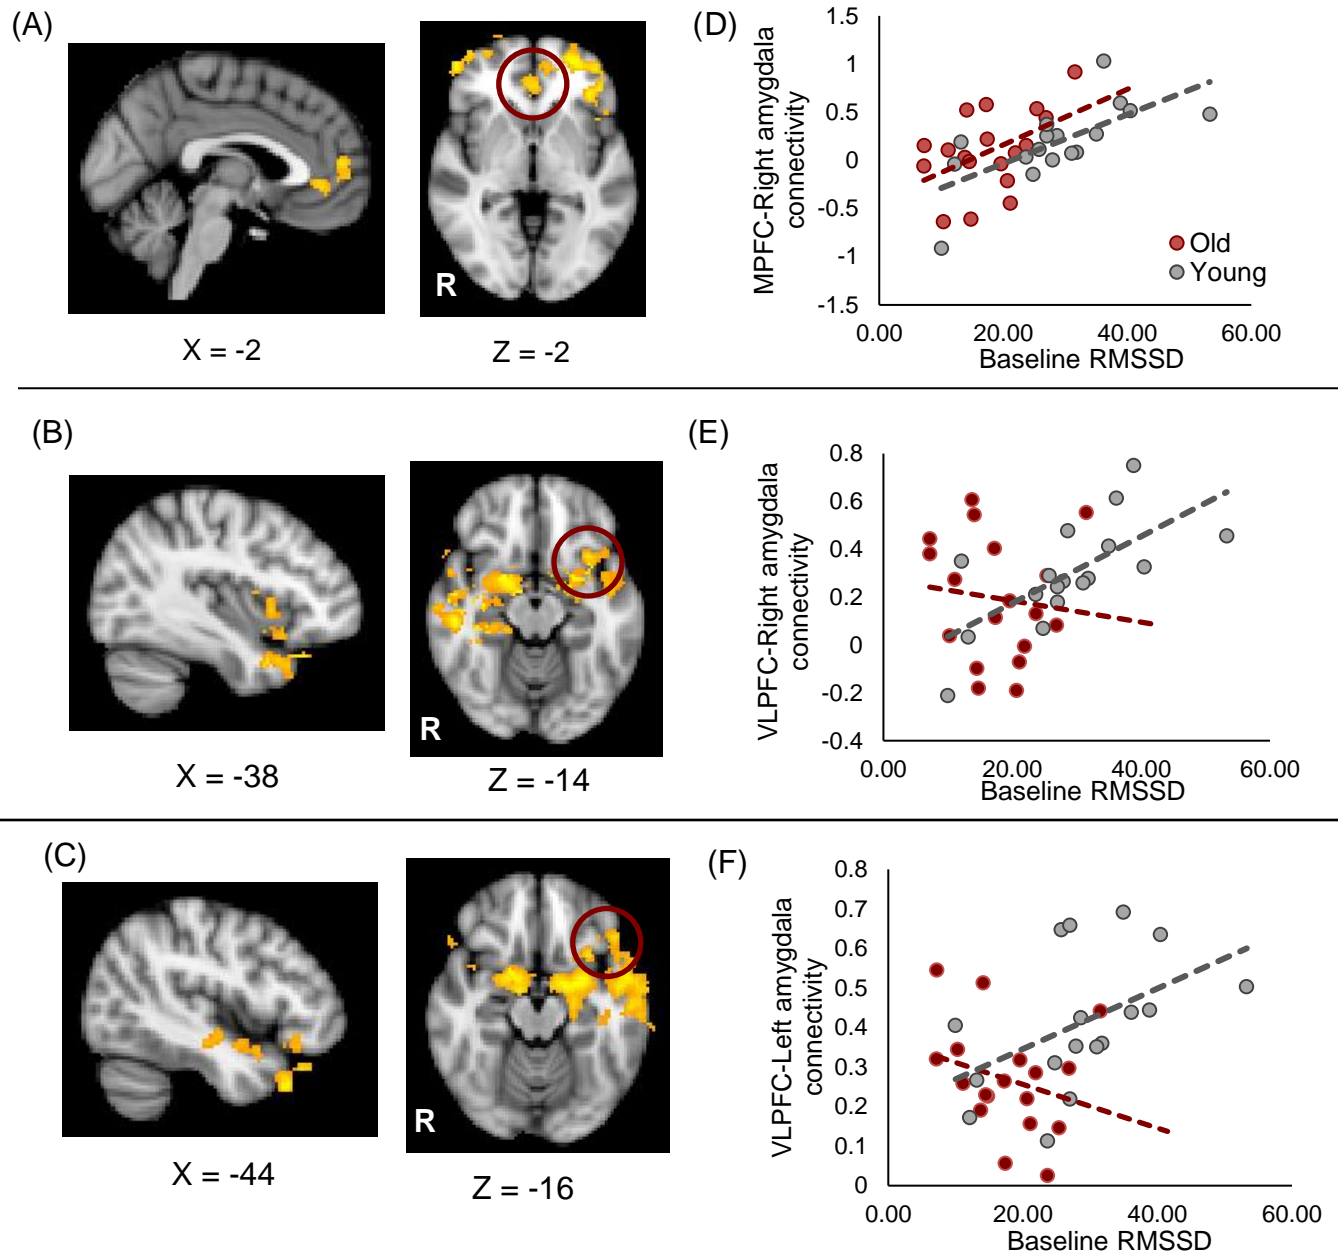 (A)
R
X = -2
Z = -2
(D)
MPFC-Right amygdala
connectivity
1.5
1
0.5
0
-0.5
-1
-1.5
Old
Young
0.00
20.00
40.00
60.00
Baseline RMSSD
(B)
R
X = -38
Z = -14
(E)
VLPFC-Right amygdala
connectivity
0.8
0.6
0.4
0.2
0
-0.2
-0.4
0.00
20.00
40.00
60.00
Baseline RMSSD
(C)
R
X = -44
Z = -16
(F)
VLPFC-Left amygdala
connectivity
0.8
0.7
0.6
0.5
0.4
0.3
0.2
0.1
0
0.00
20.00
40.00
60.00
Baseline RMSSD